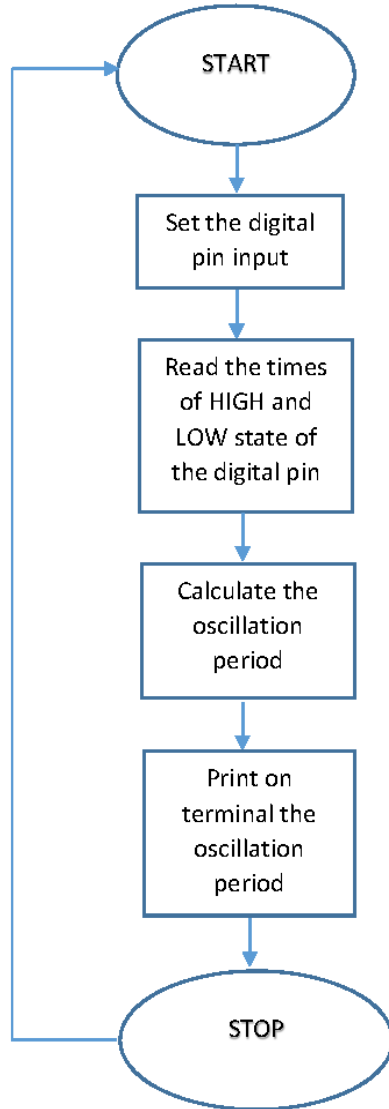 START
Set the digital
pin input
Read the times
of HIGH and
LOW state of
the digital pin
Calculate the
oscillation
period
Print on
terminal the
oscillation
period
STOP